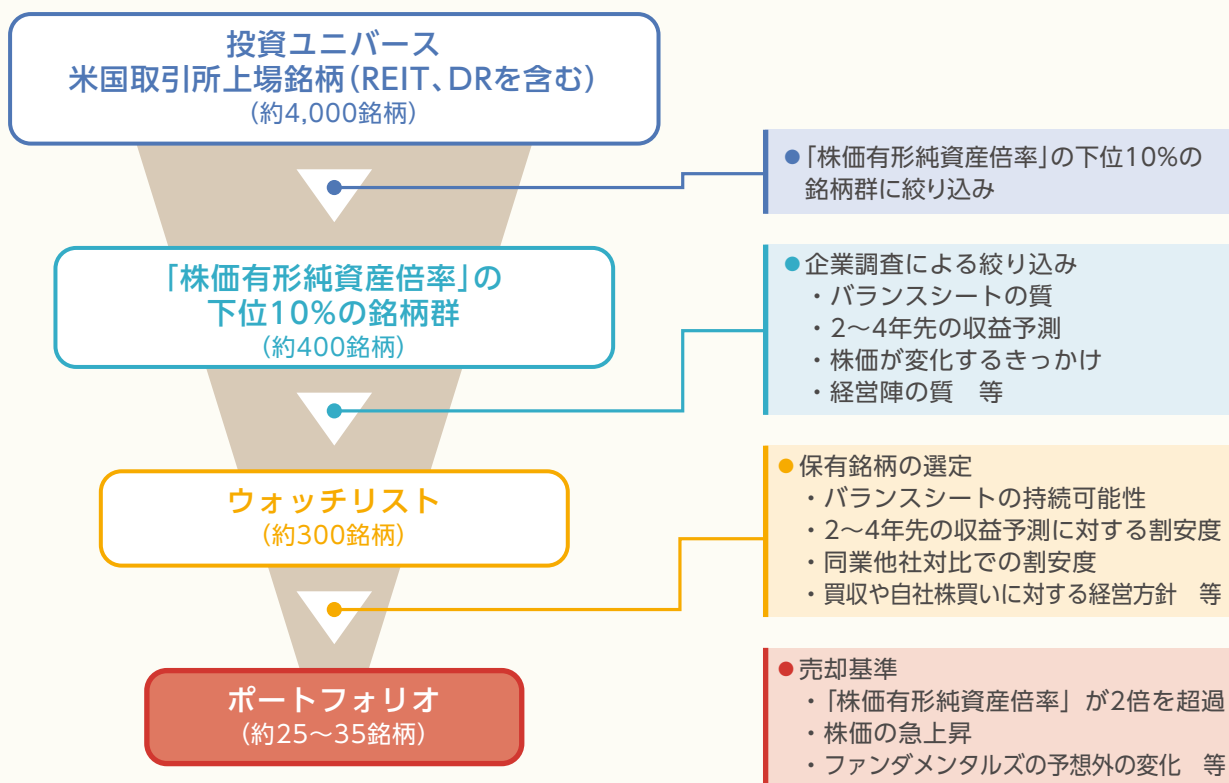 投資ユニバース
米国取引所上場銘柄(REIT、DRを含む)
(約4,000銘柄)
●「株価有形純資産倍率」の下位10%の
銘柄群に絞り込み
「株価有形純資産倍率」の
下位10%の銘柄群
(約400銘柄)
●企業調査による絞り込み
・バランスシートの質
・2〜4年先の収益予測
・株価が変化するきっかけ
・経営陣の質　等
ウォッチリスト
(約300銘柄)
●保有銘柄の選定
・バランスシートの持続可能性
・2〜4年先の収益予測に対する割安度
・同業他社対比での割安度
・買収や自社株買いに対する経営方針　等
ポートフォリオ
(約25〜35銘柄)
●売却基準
・「株価有形純資産倍率」が2倍を超過
・株価の急上昇
・ファンダメンタルズの予想外の変化　等